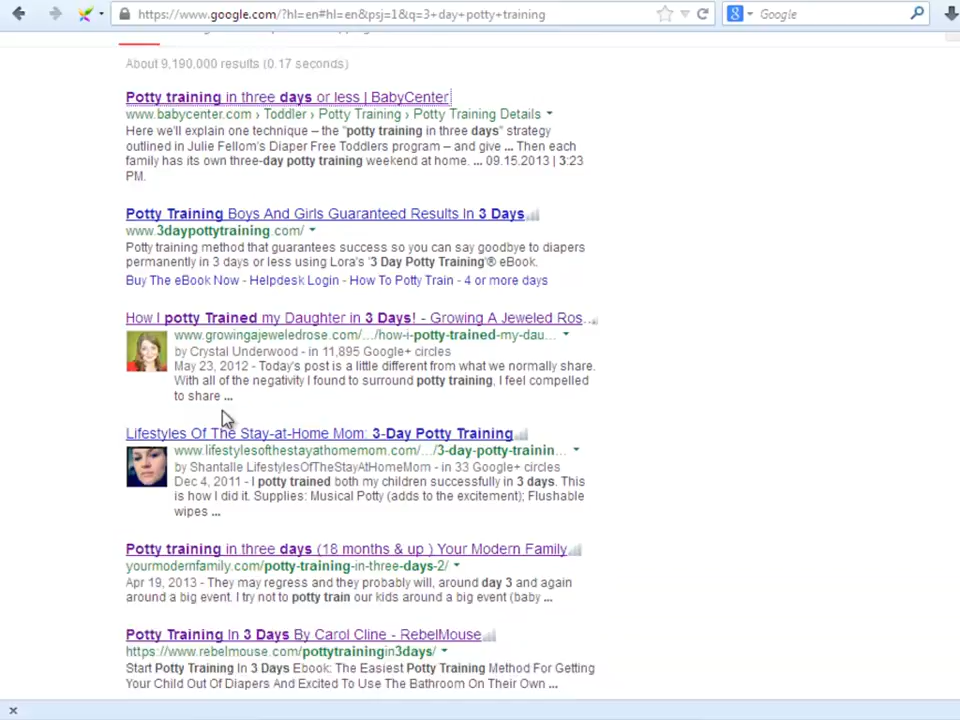 https://www.google.com/?hl=en#hl=en&psj=1&q=3+day+potty+training
Google
About 9,190,000 results (0.17 seconds)
Potty training in three days or less | BabyCenter
www.babycenter.com › Toddler › Potty Training › Potty Training Details
Here we'll explain one technique – the "potty training in three days" strategy
outlined in Julie Fellom's Diaper Free Toddlers program – and give ... Then each
family has its own three-day potty training weekend at home. ... 09.15.2013 | 3:23
PM.
Potty Training Boys And Girls Guaranteed Results In 3 Days
www.3daypottytraining.com/
Potty training method that guarantees success so you can say goodbye to diapers
permanently in 3 days or less using Lora's '3 Day Potty Training'® eBook.
Buy The eBook Now - Helpdesk Login - How To Potty Train - 4 or more days
How I potty Trained my Daughter in 3 Days! - Growing A Jeweled Ros...
www.growingajeweledrose.com/.../how-i-potty-trained-my-dau...
by Crystal Underwood - in 11,895 Google+ circles
May 23, 2012 - Today's post is a little different from what we normally share.
With all of the negativity I found to surround potty training, I feel compelled
to share ...
Lifestyles Of The Stay-at-Home Mom: 3-Day Potty Training
www.lifestylesofthestayathomemom.com/.../3-day-potty-trainin...
by Shantalle LifestylesOfTheStayAtHomeMom - in 33 Google+ circles
Dec 4, 2011 - I potty trained both my children successfully in 3 days. This
is how I did it. Supplies: Musical Potty (adds to the excitement); Flushable
wipes ...
Potty training in three days (18 months & up ) Your Modern Family
yourmodernfamily.com/potty-training-in-three-days-2/
Apr 19, 2013 - They may regress and they probably will, around day 3 and again
around a big event. I try not to potty train our kids around a big event (baby ...
Potty Training In 3 Days By Carol Cline - RebelMouse
https://www.rebelmouse.com/pottytrainingin3days/
Start Potty Training In 3 Days Ebook: The Easiest Potty Training Method For Getting
Your Child Out Of Diapers And Excited To Use The Bathroom On Their Own ...